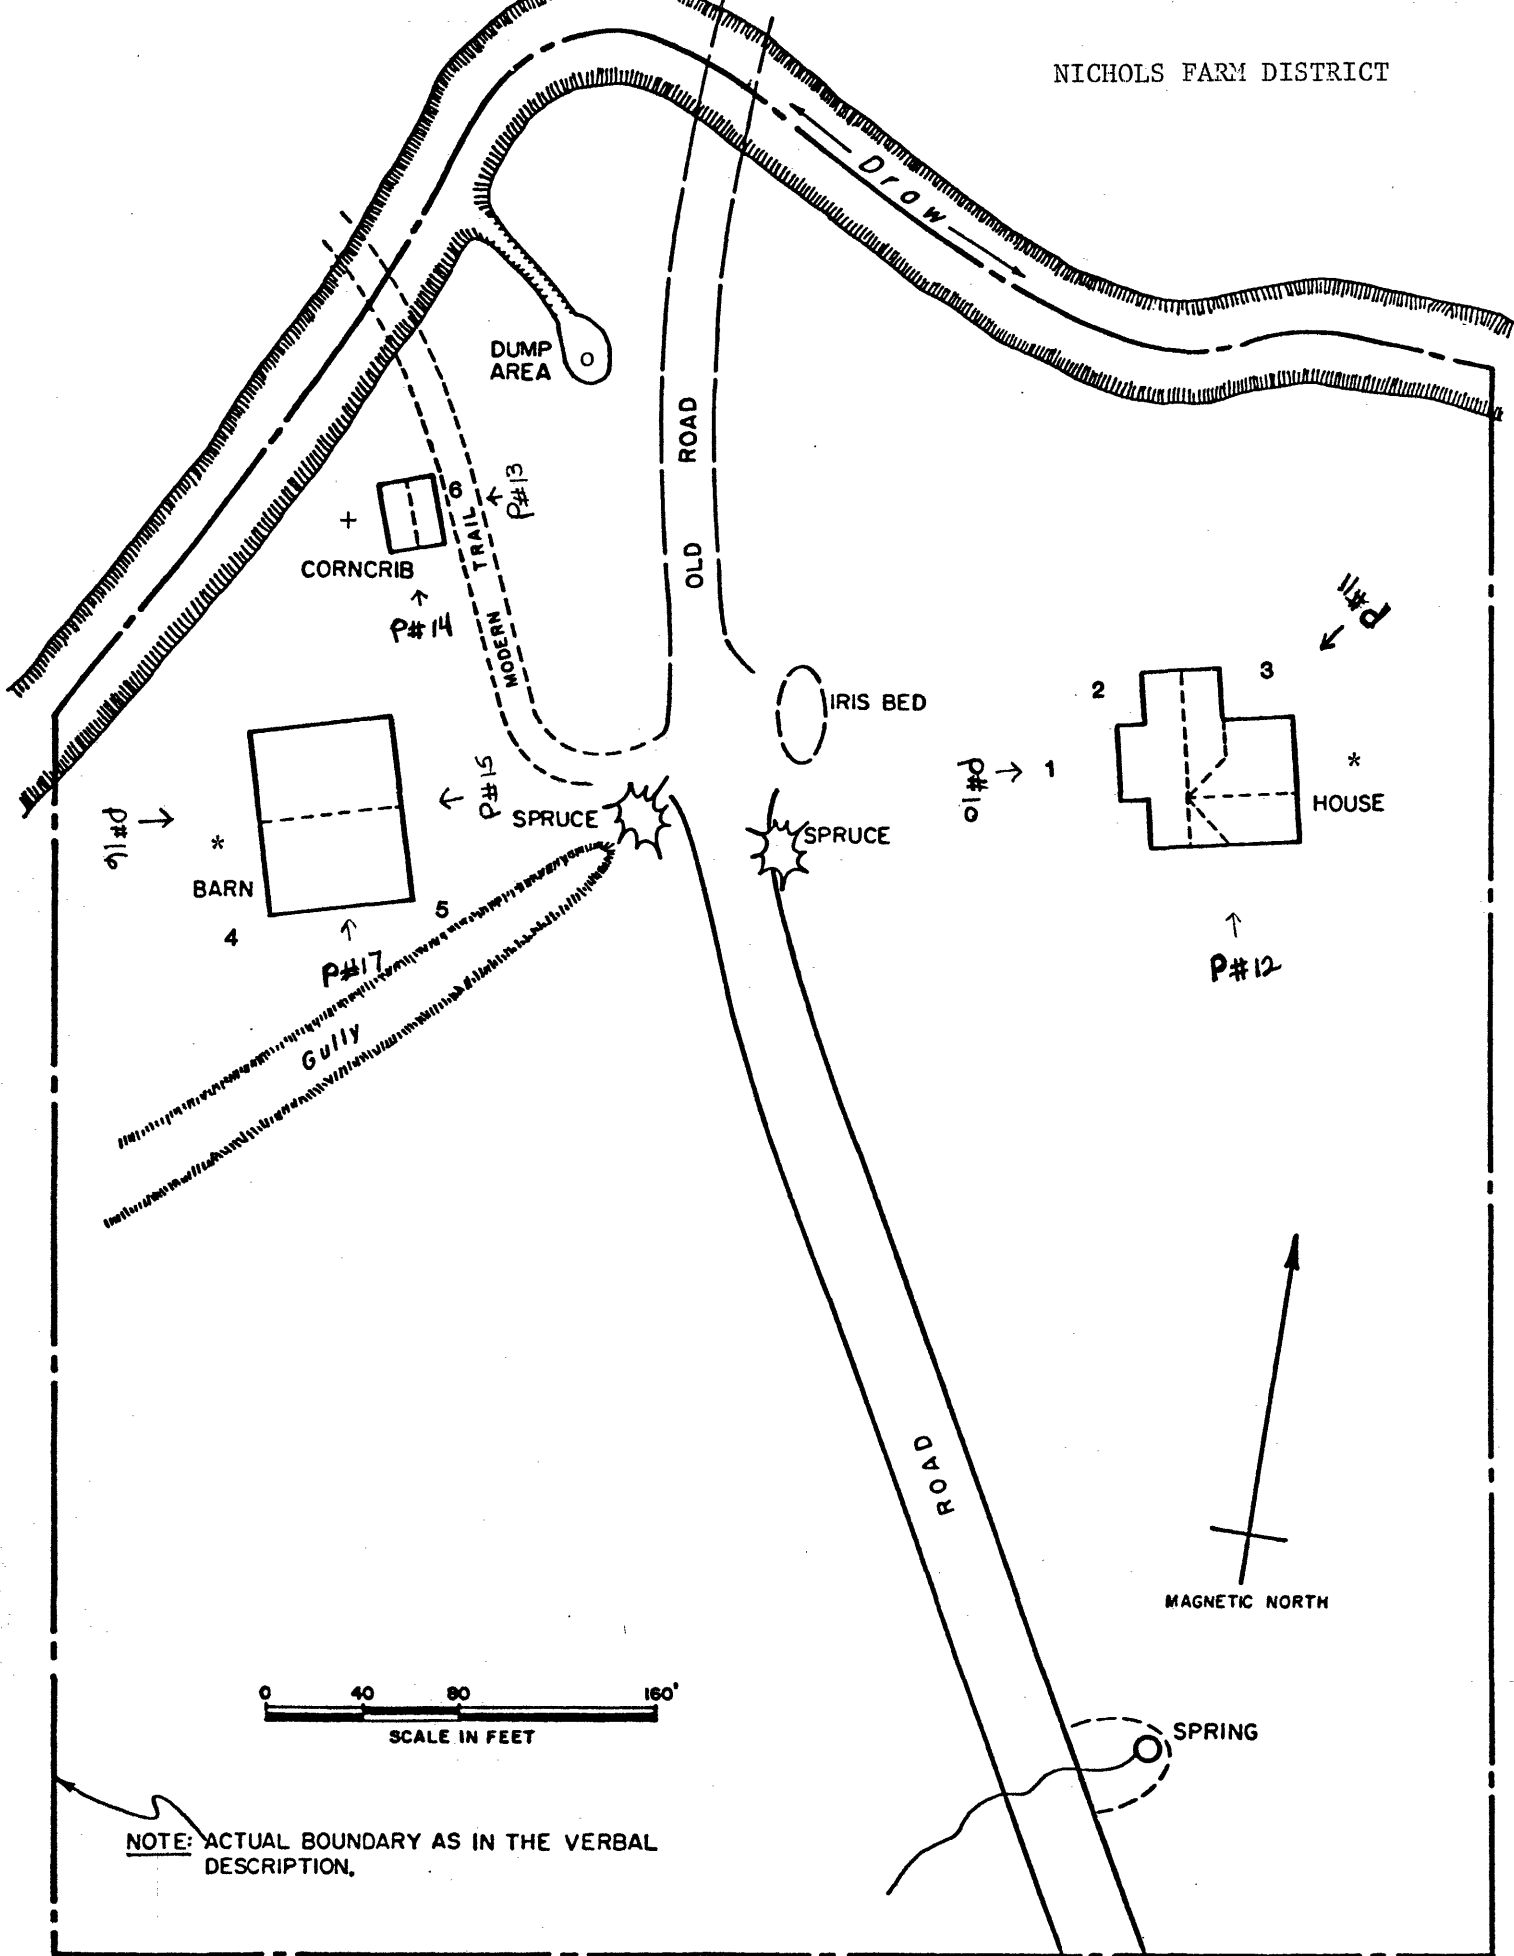 NICHOLS FARM DISTRICT
Draw
DUMP
AREA
OLD ROAD
6
P#13
MODERN TRAIL
+
CORNCRIB
P#14
P#11
2
3
IRIS BED
P#10
1
*
HOUSE
P#15
SPRUCE
SPRUCE
P#16
*
BARN
4
5
P#17
P#12
Gully
ROAD
MAGNETIC NORTH
0 40 80 160'
SCALE IN FEET
SPRING
NOTE: ACTUAL BOUNDARY AS IN THE VERBAL
DESCRIPTION.